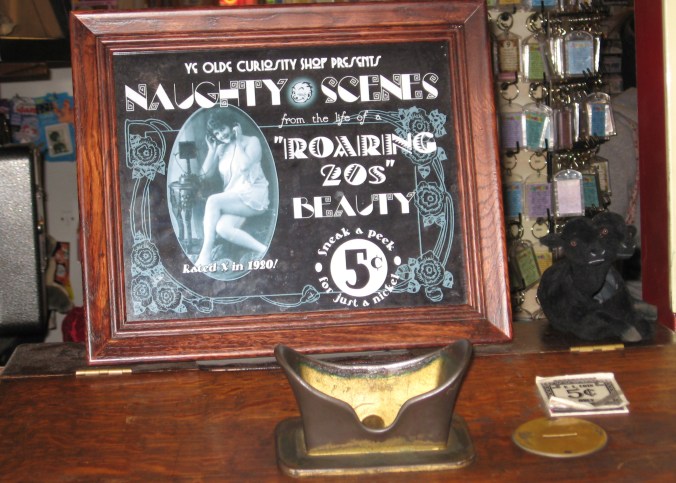 YE OLDE CURIOSITY SHOP PRESENTS
NAUGHTY SCENES
from the life of a
"ROARING
20s"
BEAUTY
Rated X in 1920!
Sneak a peek
5¢
for just a nickel
5¢